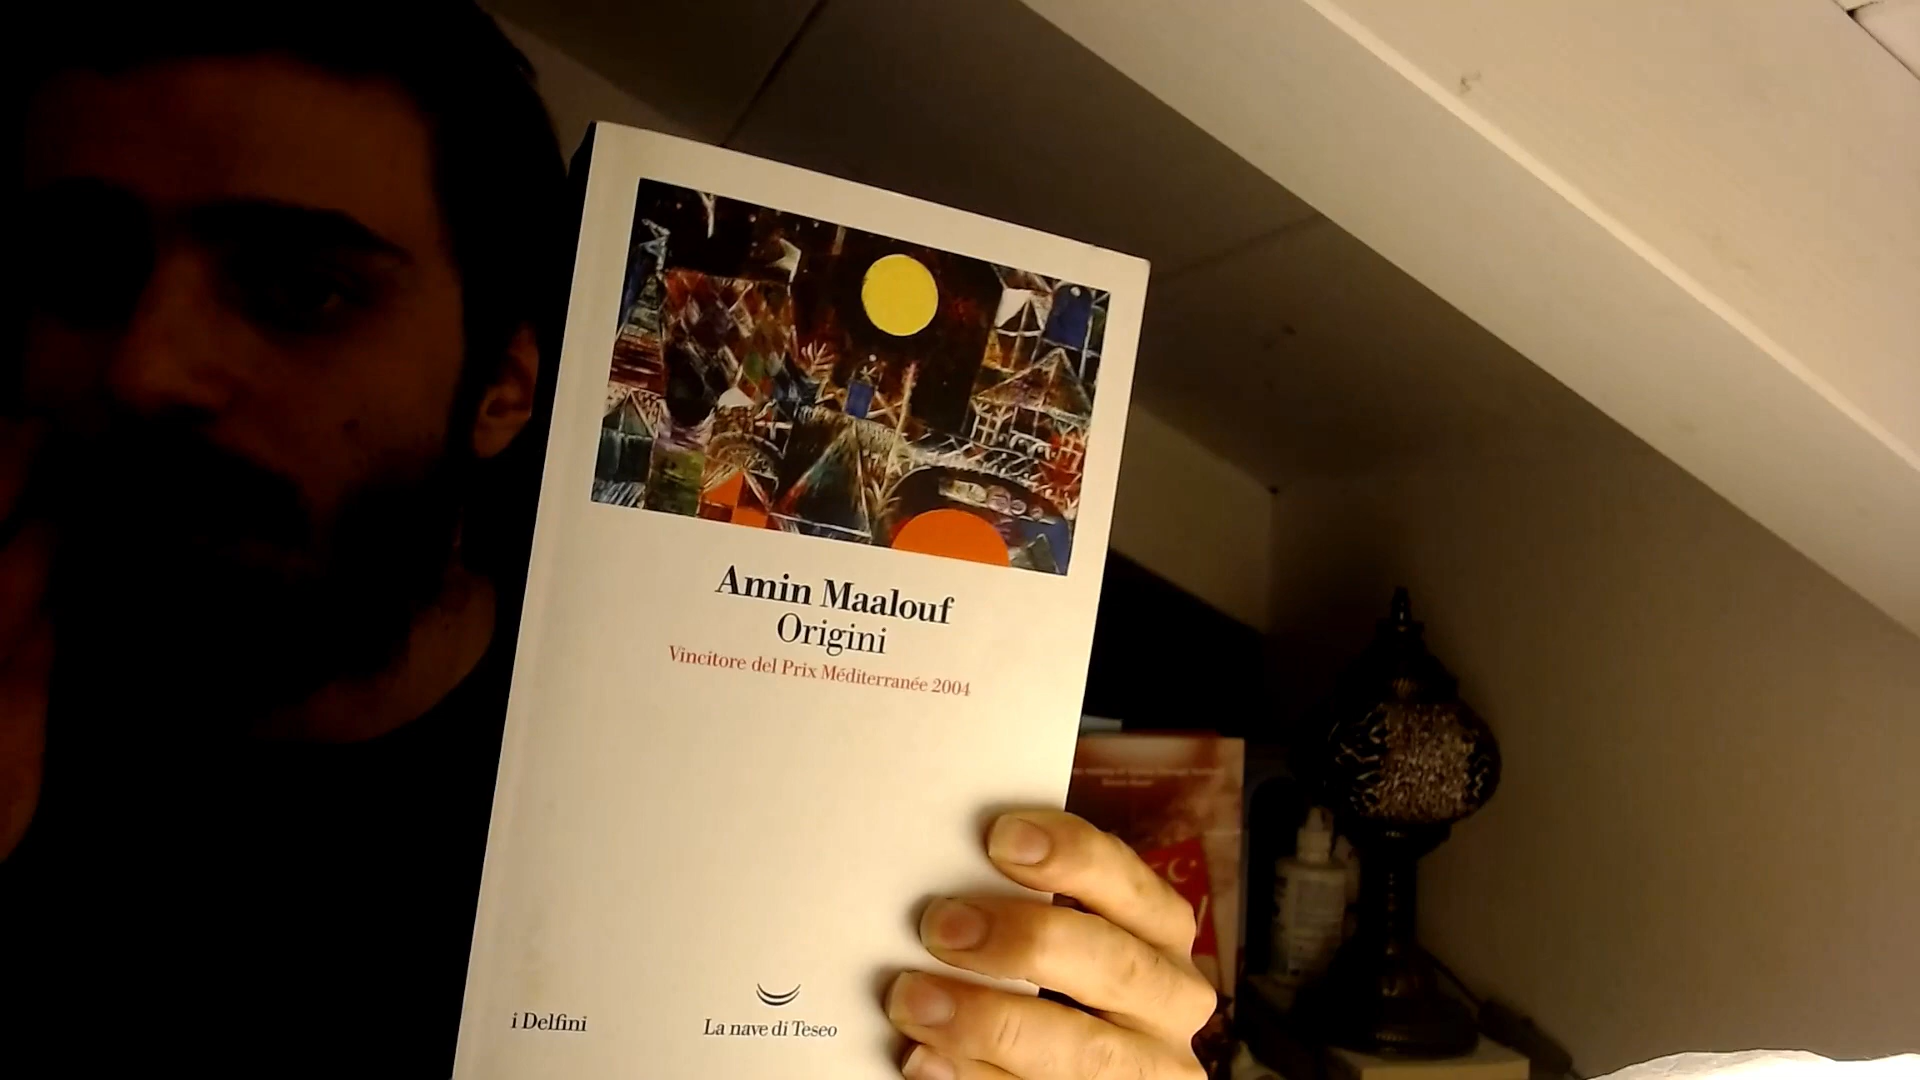 Amin Maalouf
Origini
Vincitore del Prix Méditerranée 2004
i Delfini
La nave di Teseo